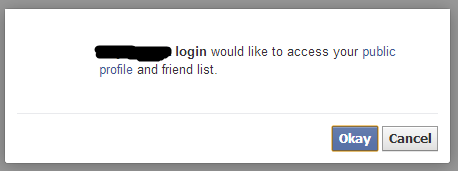 login would like to access your public
profile and friend list.
Okay Cancel